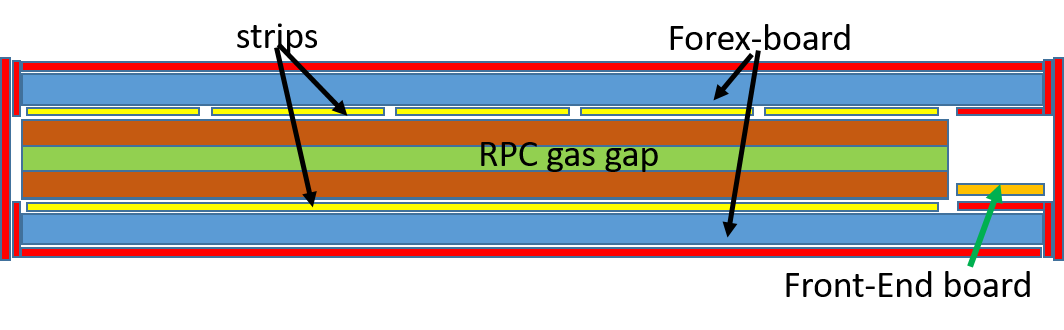 strips
Forex-board
RPC gas gap
Front-End board